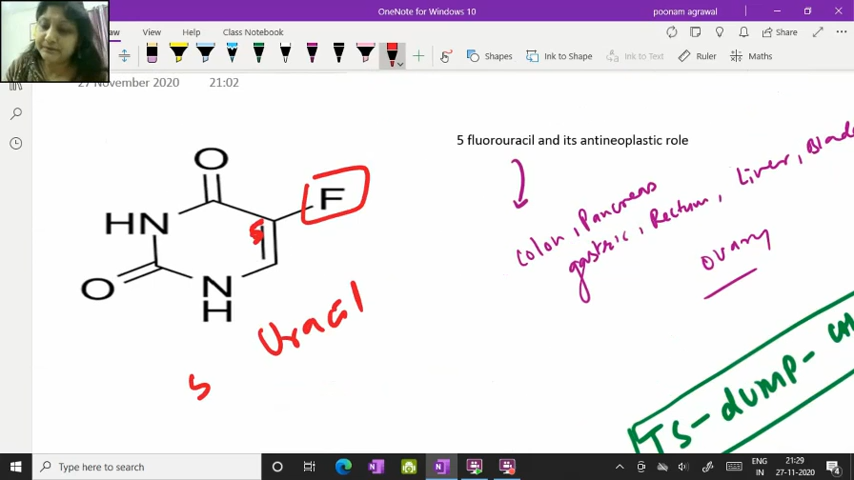 OneNote for Windows 10
poonam agrawal
View Help Class Notebook
Share
Shapes Ink to Shape Ink to Text Ruler Maths
27 November 2020 21:02
5 fluorouracil and its antineoplastic role
O
F
HN
5
O
N
H
Uracil
5
Colon, Pancreas
gastric, Rectum, Liver,
ovary
TS-dUMP-
Type here to search
ENG
IN
21:29
27-11-2020
4